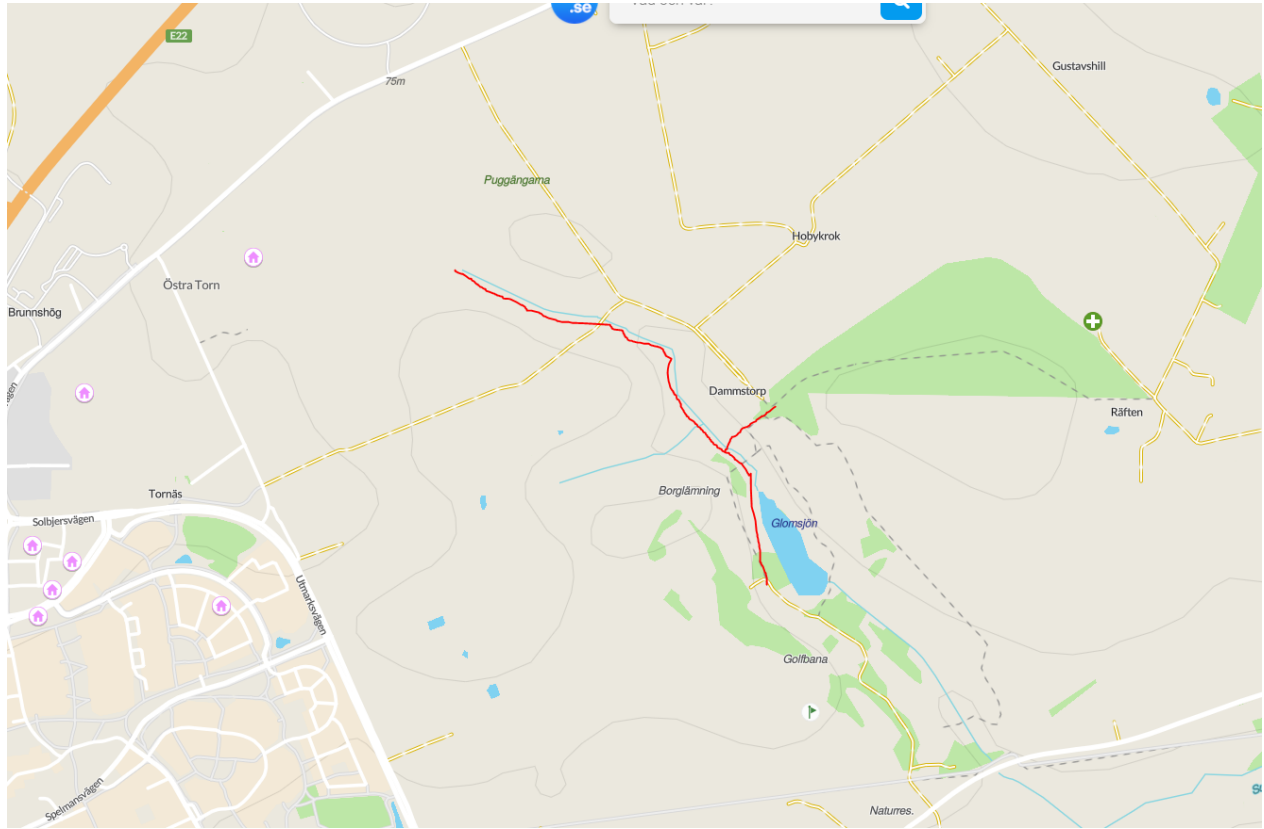 .se
E22
75m
Gustavshill
Puggängarna
Hobykrok
Östra Torn
Brunnshög
Dammstorp
Räften
Tornäs
Borglämning
Solbjersvägen
Glomsjön
Utmarksvägen
Golfbana
Spelmansvägen
Naturres.